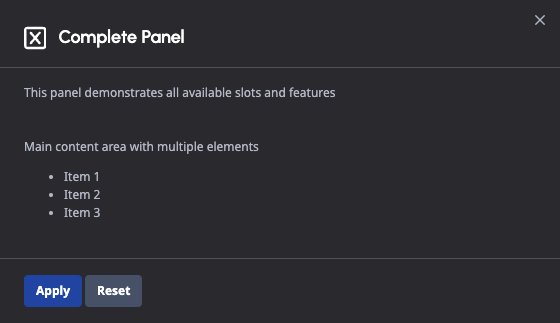 Complete Panel
This panel demonstrates all available slots and features
Main content area with multiple elements
• Item 1
• Item 2
• Item 3
Apply
Reset